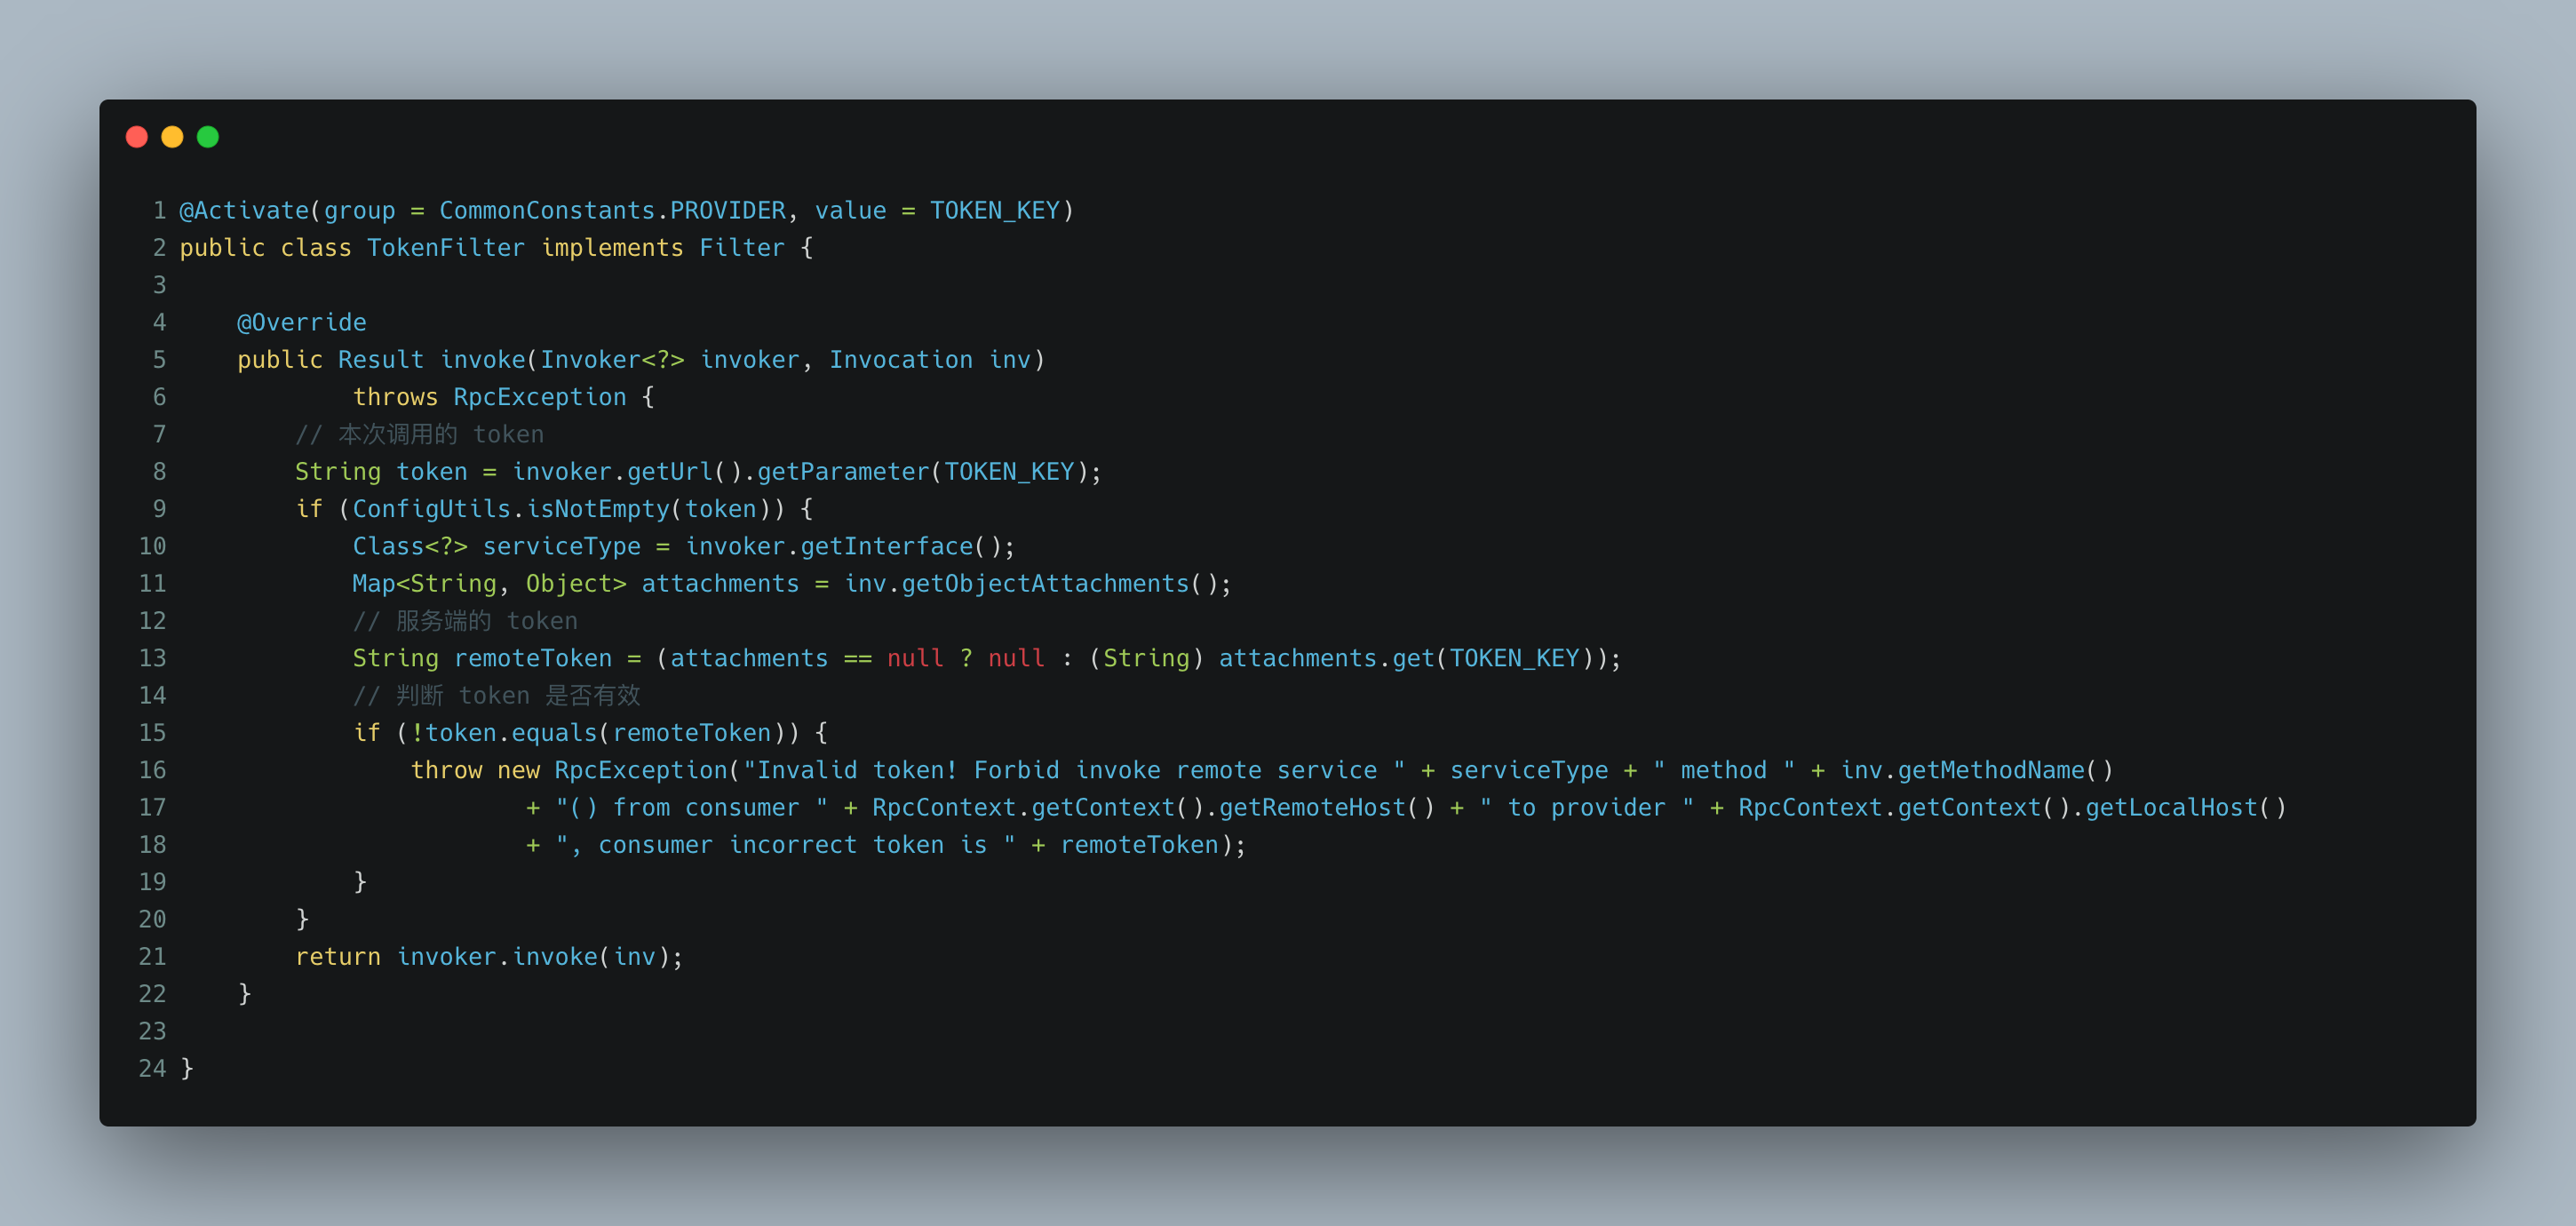 1 @Activate(group = CommonConstants.PROVIDER, value = TOKEN_KEY)
2 public class TokenFilter implements Filter {
3
4     @Override
5     public Result invoke(Invoker<?> invoker, Invocation inv)
6             throws RpcException {
7         // 本次调用的 token
8         String token = invoker.getUrl().getParameter(TOKEN_KEY);
9         if (ConfigUtils.isNotEmpty(token)) {
10             Class<?> serviceType = invoker.getInterface();
11             Map<String, Object> attachments = inv.getObjectAttachments();
12             // 服务端的 token
13             String remoteToken = (attachments == null ? null : (String) attachments.get(TOKEN_KEY));
14             // 判断 token 是否有效
15             if (!token.equals(remoteToken)) {
16                 throw new RpcException("Invalid token! Forbid invoke remote service " + serviceType + " method " + inv.getMethodName()
17                         + "() from consumer " + RpcContext.getContext().getRemoteHost() + " to provider " + RpcContext.getContext().getLocalHost()
18                         + ", consumer incorrect token is " + remoteToken);
19             }
20         }
21         return invoker.invoke(inv);
22     }
23
24 }